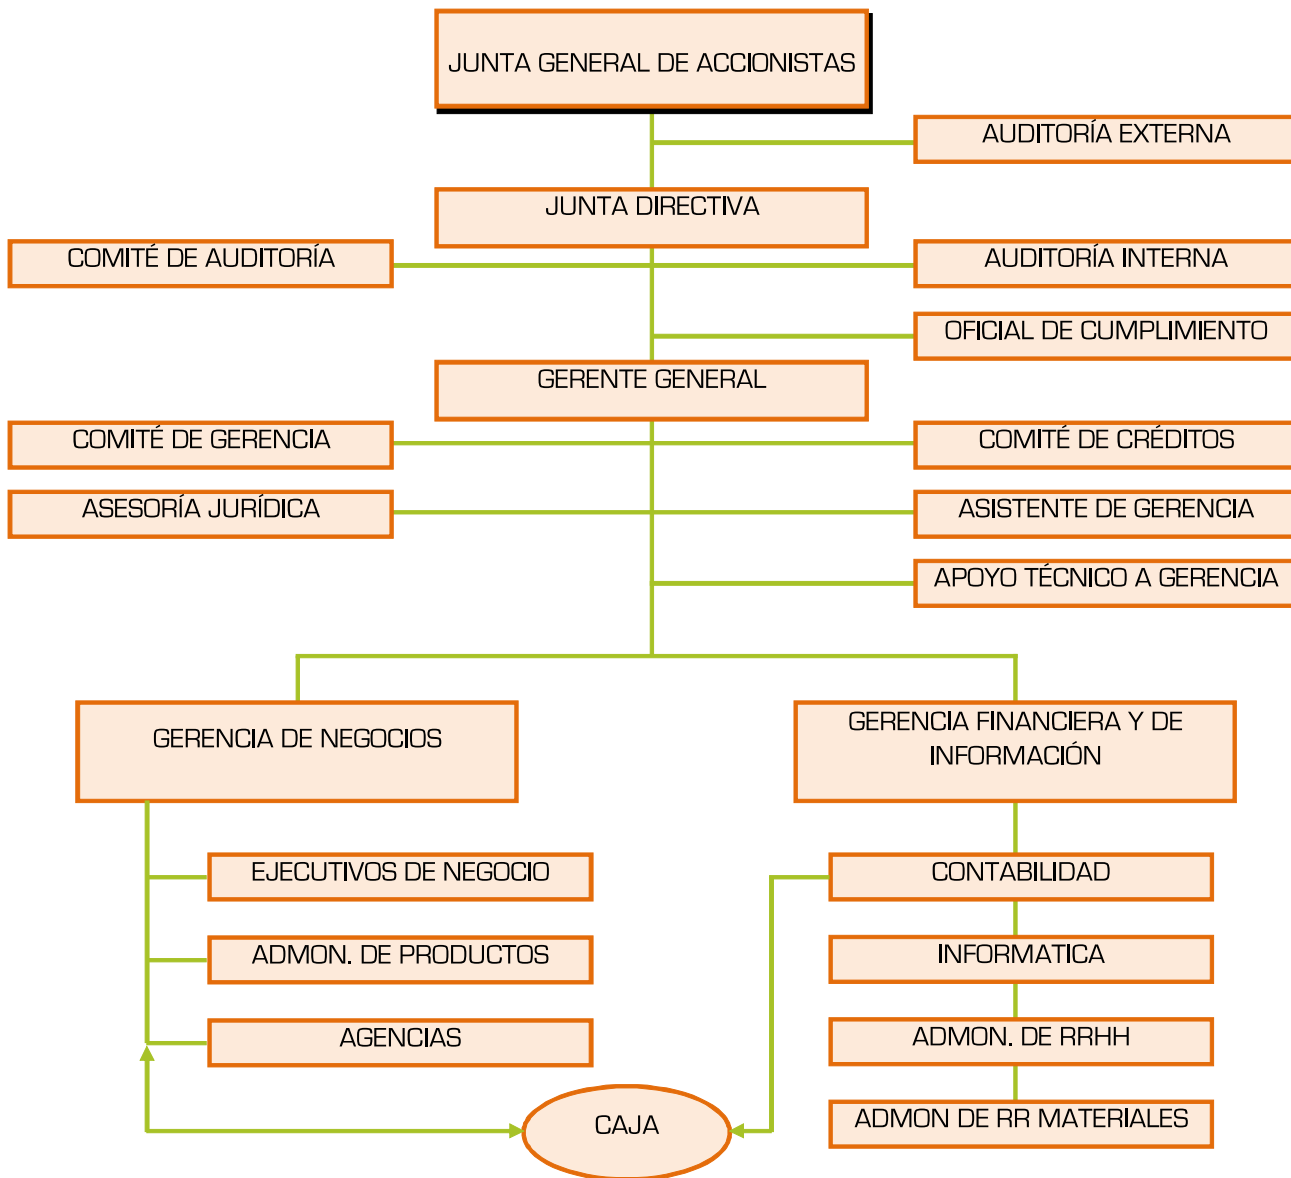 JUNTA GENERAL DE ACCIONISTAS
AUDITORÍA EXTERNA
JUNTA DIRECTIVA
COMITÉ DE AUDITORÍA
AUDITORÍA INTERNA
OFICIAL DE CUMPLIMIENTO
GERENTE GENERAL
COMITÉ DE GERENCIA
COMITÉ DE CRÉDITOS
ASESORÍA JURÍDICA
ASISTENTE DE GERENCIA
APOYO TÉCNICO A GERENCIA
GERENCIA DE NEGOCIOS
GERENCIA FINANCIERA Y DE
INFORMACIÓN
EJECUTIVOS DE NEGOCIO
CONTABILIDAD
ADMON. DE PRODUCTOS
INFORMATICA
AGENCIAS
ADMON. DE RRHH
CAJA
ADMON DE RR MATERIALES